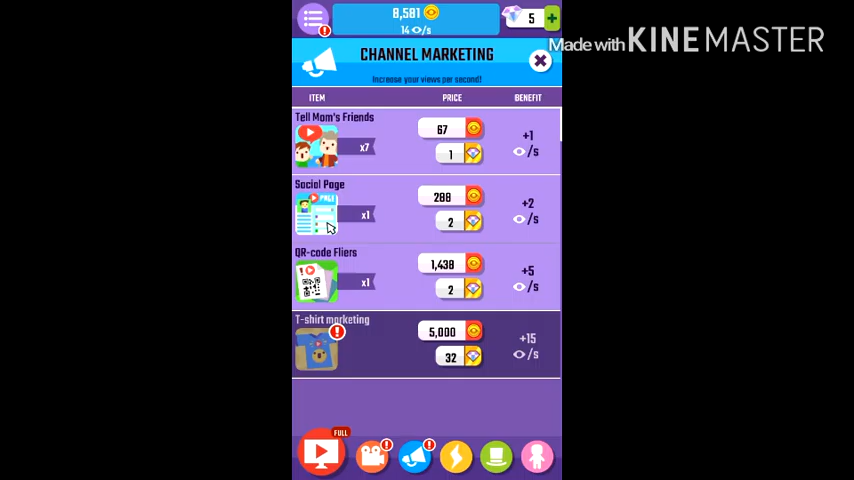 8,581
14 /s
5
Made with KINEMASTER
CHANNEL MARKETING
Increase your views per second!
ITEM PRICE BENEFIT
Tell Mom's Friends
x7
67
1
+1
/s
Social Page
PAGE
x1
288
2
+2
/s
QR-code Fliers
x1
1,438
2
+5
/s
T-shirt marketing
5,000
32
+15
/s
FULL